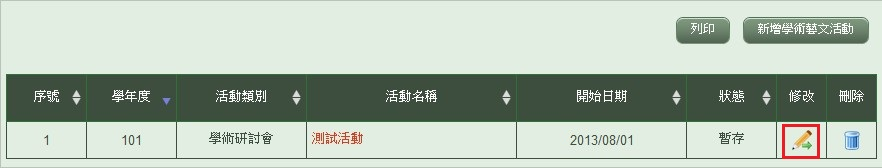 列印 新增學術藝文活動
序號 學年度 活動類別 活動名稱 開始日期 狀態 修改 刪除
1 101 學術研討會 測試活動 2013/08/01 暫存